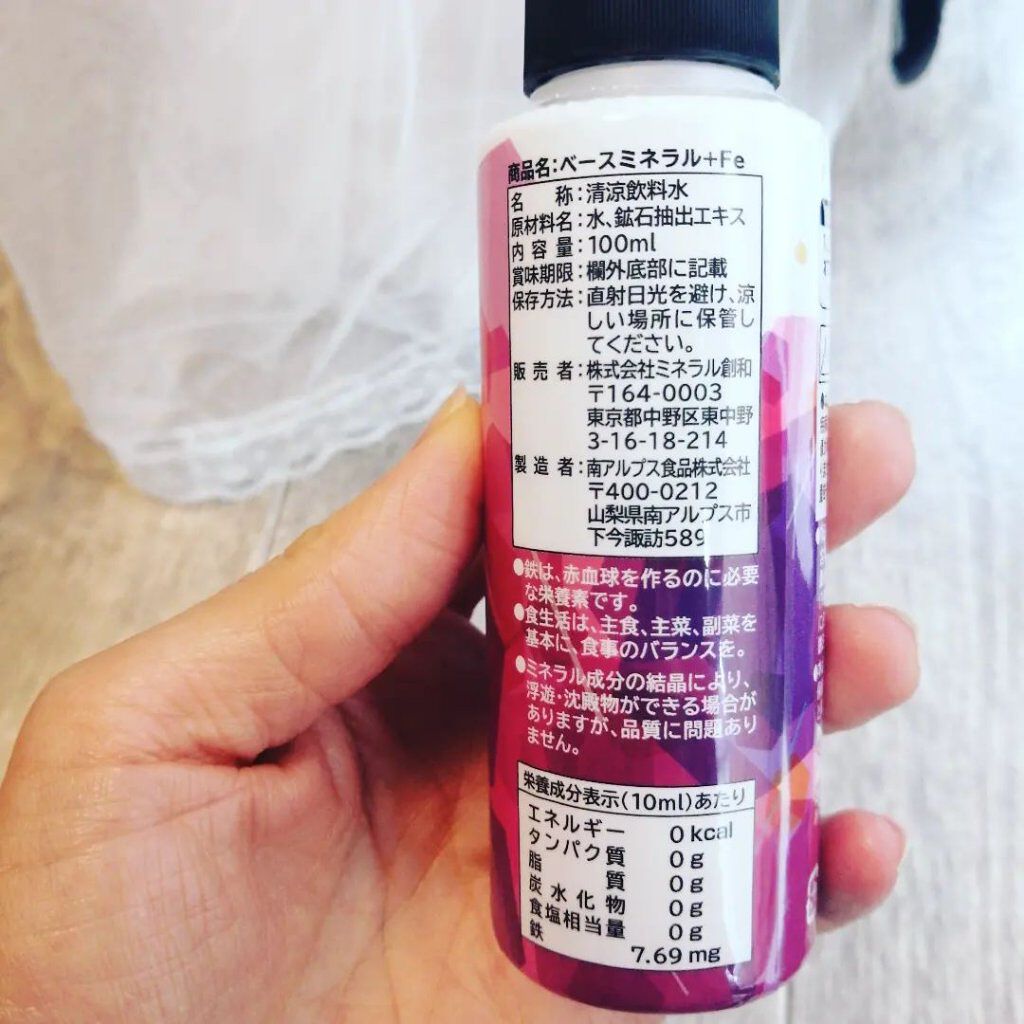 商品名:ベースミネラル+Fe
名称:清涼飲料水
原材料名:水、鉱石抽出エキス
内容量:100ml
賞味期限:欄外底部に記載
保存方法:直射日光を避け、涼
しい場所に保管し
てください。
販売者:株式会社ミネラル創和
〒164-0003
東京都中野区東中野
3-16-18-214
製造者:南アルプス食品株式会社
〒400-0212
山梨県南アルプス市
下今諏訪589
●鉄は、赤血球を作るのに必要
な栄養素です。
●食生活は、主食、主菜、副菜を
基本に、食事のバランスを。
●ミネラル成分の結晶により、
浮遊・沈殿物ができる場合が
ありますが、品質に問題あり
ません。
栄養成分表示(10ml)あたり
エネルギー 0kcal
タンパク質 0g
脂質 0g
炭水化物 0g
食塩相当量 0g
鉄 7.69mg